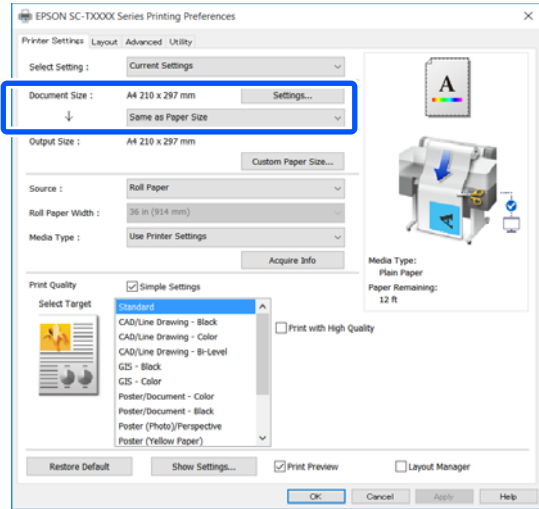 EPSON SC-TXXXX Series Printing Preferences
Printer Settings Layout Advanced Utility
Select Setting : Current Settings
Document Size : A4 210 x 297 mm Settings...
Same as Paper Size
Output Size : A4 210 x 297 mm
Custom Paper Size...
Source : Roll Paper
Roll Paper Width : 36 in (914 mm)
Media Type : Use Printer Settings
Acquire Info
A
Media Type:
Plain Paper
Paper Remaining:
12 ft
Print Quality Simple Settings
Select Target
Standard
CAD/Line Drawing - Black
CAD/Line Drawing - Color
CAD/Line Drawing - Bi-Level
GIS - Black
GIS - Color
Poster/Document - Color
Poster/Document - Black
Poster (Photo)/Perspective
Poster (Yellow Paper)
Print with High Quality
Restore Default Show Settings... Print Preview Layout Manager
OK Cancel Apply Help